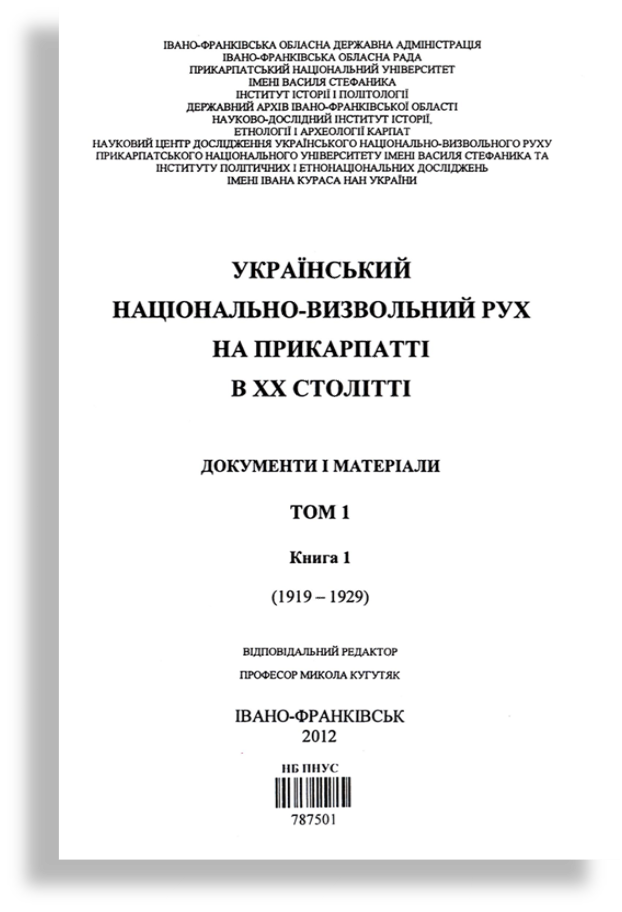 ІВАНО-ФРАНКІВСЬКА ОБЛАСНА ДЕРЖАВНА АДМІНІСТРАЦІЯ
ІВАНО-ФРАНКІВСЬКА ОБЛАСНА РАДА
ПРИКАРПАТСЬКИЙ НАЦІОНАЛЬНИЙ УНІВЕРСИТЕТ
ІМЕНІ ВАСИЛЯ СТЕФАНИКА
ІНСТИТУТ ІСТОРІЇ І ПОЛІТОЛОГІЇ
ДЕРЖАВНИЙ АРХІВ ІВАНО-ФРАНКІВСЬКОЇ ОБЛАСТІ
НАУКОВО-ДОСЛІДНИЙ ІНСТИТУТ ІСТОРІЇ,
ЕТНОЛОГІЇ І АРХЕОЛОГІЇ КАРПАТ
НАУКОВИЙ ЦЕНТР ДОСЛІДЖЕННЯ УКРАЇНСЬКОГО НАЦІОНАЛЬНО-ВИЗВОЛЬНОГО РУХУ
ПРИКАРПАТСЬКОГО НАЦІОНАЛЬНОГО УНІВЕРСИТЕТУ ІМЕНІ ВАСИЛЯ СТЕФАНИКА ТА
ІНСТИТУТУ ПОЛІТИЧНИХ І ЕТНОНАЦІОНАЛЬНИХ ДОСЛІДЖЕНЬ
ІМЕНІ ІВАНА КУРАСА НАН УКРАЇНИ
УКРАЇНСЬКИЙ
НАЦІОНАЛЬНО-ВИЗВОЛЬНИЙ РУХ
НА ПРИКАРПАТТІ
В ХХ СТОЛІТТІ
ДОКУМЕНТИ І МАТЕРІАЛИ
ТОМ 1
Книга 1
(1919 – 1929)
ВІДПОВІДАЛЬНИЙ РЕДАКТОР
ПРОФЕСОР МИКОЛА КУГУТЯК
ІВАНО-ФРАНКІВСЬК
2012
НБ ПНУС
787501